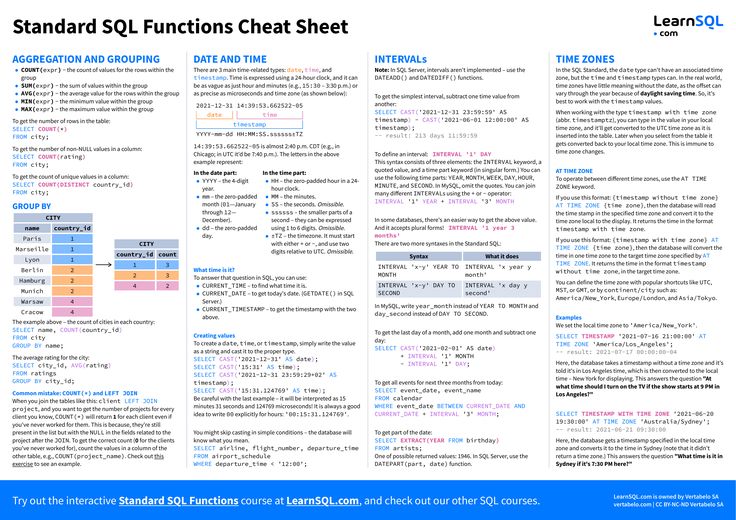 Standard SQL Functions Cheat Sheet
LearnSQL
.com
AGGREGATION AND GROUPING
• COUNT(expr) – the count of values for the rows within the
group
• SUM(expr) – the sum of values within the group
• AVG(expr) – the average value for the rows within the group
• MIN(expr) – the minimum value within the group
• MAX(expr) – the maximum value within the group
To get the number of rows in the table:
SELECT COUNT(*)
FROM city;
To get the number of non-NULL values in a column:
SELECT COUNT(rating)
FROM city;
To get the count of unique values in a column:
SELECT COUNT(DISTINCT country_id)
FROM city;
GROUP BY
CITY
name country_id
Paris 1
Marseille 1
Lyon 1
Berlin 2
Hamburg 2
Munich 2
Warsaw 4
Cracow 4
CITY
country_id count
1 3
2 3
4 2
The example above – the count of cities in each country:
SELECT name, COUNT(country_id)
FROM city
GROUP BY name;
The average rating for the city:
SELECT city_id, AVG(rating)
FROM ratings
GROUP BY city_id;
Common mistake: COUNT(*) and LEFT JOIN
When you join the tables like this: client LEFT JOIN
project, and you want to get the number of projects for every
client you know, COUNT(*) will return 1 for each client even if
you've never worked for them. This is because, they're still
present in the list but with the NULL in the fields related to the
project after the JOIN. To get the correct count (0 for the clients
you've never worked for), count the values in a column of the
other table, e.g., COUNT(project_name). Check out this
exercise to see an example.
DATE AND TIME
There are 3 main time-related types: date, time, and
timestamp. Time is expressed using a 24-hour clock, and it can
be as vague as just hour and minutes (e.g., 15:30 – 3:30 p.m.) or
as precise as microseconds and time zone (as shown below):
2021-12-31 14:39:53.662522-05
date time
timestamp
YYYY-mm-dd HH:MM:SS.ssssss±TZ
14:39:53.662522-05 is almost 2:40 p.m. CDT (e.g., in
Chicago; in UTC it'd be 7:40 p.m.). The letters in the above
example represent:
In the date part:
• YYYY – the 4-digit
year.
• mm – the zero-padded
month (01—January
through 12—
December).
• dd – the zero-padded
day.
In the time part:
• HH – the zero-padded hour in a 24-
hour clock.
• MM – the minutes.
• SS – the seconds. Omissible.
• ssssss – the smaller parts of a
second – they can be expressed
using 1 to 6 digits. Omissible.
• ±TZ – the timezone. It must start
with either + or –, and use two
digits relative to UTC. Omissible.
What time is it?
To answer that question in SQL, you can use:
• CURRENT_TIME – to find what time it is.
• CURRENT_DATE – to get today's date. (GETDATE() in SQL
Server.)
• CURRENT_TIMESTAMP – to get the timestamp with the two
above.
Creating values
To create a date, time, or timestamp, simply write the value
as a string and cast it to the proper type.
SELECT CAST('2021-12-31' AS date);
SELECT CAST('15:31' AS time);
SELECT CAST('2021-12-31 23:59:29+02' AS
timestamp);
SELECT CAST('15:31.124769' AS time);
Be careful with the last example – it will be interpreted as 15
minutes 31 seconds and 124769 microseconds! It is always a good
idea to write 00 explicitly for hours: '00:15:31.124769'.
You might skip casting in simple conditions – the database will
know what you mean.
SELECT airline, flight_number, departure_time
FROM airport_schedule
WHERE departure_time < '12:00';
INTERVALs
Note: In SQL Server, intervals aren't implemented – use the
DATEADD() and DATEDIFF() functions.
To get the simplest interval, subtract one time value from
another:
SELECT CAST('2021-12-31 23:59:59' AS
timestamp) - CAST('2021-06-01 12:00:00' AS
timestamp);
-- result: 213 days 11:59:59
To define an interval: INTERVAL '1' DAY
This syntax consists of three elements: the INTERVAL keyword, a
quoted value, and a time part keyword (in singular form.) You can
use the following time parts: YEAR, MONTH, WEEK, DAY, HOUR,
MINUTE, and SECOND. In MySQL, omit the quotes. You can join
many different INTERVALs using the + or - operator:
INTERVAL '1' YEAR + INTERVAL '3' MONTH
In some databases, there's an easier way to get the above value.
And it accepts plural forms! INTERVAL '1 year 3
months'
There are two more syntaxes in the Standard SQL:
Syntax What it does
INTERVAL 'x-y' YEAR TO MONTH INTERVAL 'x year y month'
INTERVAL 'x-y' DAY TO SECOND INTERVAL 'x day y second'
In MySQL, write year_month instead of YEAR TO MONTH and
day_second instead of DAY TO SECOND.
To get the last day of a month, add one month and subtract one
day:
SELECT CAST('2021-02-01' AS date);
+ INTERVAL '1' MONTH
- INTERVAL '1' DAY;
To get all events for next three months from today:
SELECT event_date, event_name
FROM calendar
WHERE event_date BETWEEN CURRENT_DATE AND
CURRENT_DATE + INTERVAL '3' MONTH;
To get part of the date:
SELECT EXTRACT(YEAR FROM birthday)
FROM artists;
One of possible returned values: 1946. In SQL Server, use the
DATEPART(part, date) function.
TIME ZONES
In the SQL Standard, the date type can't have an associated time
zone, but the time and timestamp types can. In the real world,
time zones have little meaning without the date, as the offset can
vary through the year because of daylight saving time. So, it's
best to work with the timestamp values.
When working with the type timestamp with time zone
(abbr. timestamptz), you can type in the value in your local
time zone, and it'll get converted to the UTC time zone as it is
inserted into the table. Later when you select from the table it
gets converted back to your local time zone. This is immune to
time zone changes.
AT TIME ZONE
To operate between different time zones, use the AT TIME
ZONE keyword.
If you use this format: {timestamp without time zone}
AT TIME ZONE {time zone}, then the database will read
the time stamp in the specified time zone and convert it to the
time zone local to the display. It returns the time in the format
timestamp with time zone.
If you use this format: {timestamp with time zone} AT
TIME ZONE {time zone}, then the database will convert the
time in one time zone to the target time zone specified by AT
TIME ZONE. It returns the time in the format timestamp
without time zone, in the target time zone.
You can define the time zone with popular shortcuts like UTC,
MST, or GMT, or by continent/city such as:
America/New_York, Europe/London, and Asia/Tokyo.
Examples
We set the local time zone to 'America/New_York'.
SELECT TIMESTAMP '2021-07-16 21:00:00' AT
TIME ZONE 'America/Los_Angeles';
-- result: 2021-07-17 00:00:00-04
Here, the database takes a timestamp without a time zone and it's
told it's in Los Angeles time, which is then converted to the local
time – New York for displaying. This answers the question "At
what time should I turn on the TV if the show starts at 9 PM in
Los Angeles?"
SELECT TIMESTAMP WITH TIME ZONE '2021-06-20
19:30:00' AT TIME ZONE 'Australia/Sydney';
-- result: 2021-06-21 09:30:00
Here, the database gets a timestamp specified in the local time
zone and converts it to the time in Sydney (note that it didn't
return a time zone.) This answers the question "What time is it in
Sydney if it's 7:30 PM here?"
Try out the interactive Standard SQL Functions course at LearnSQL.com, and check out our other SQL courses.
LearnSQL.com is owned by Vertabelo SA
vertabelo.com | CC BY-NC-ND Vertabelo SA